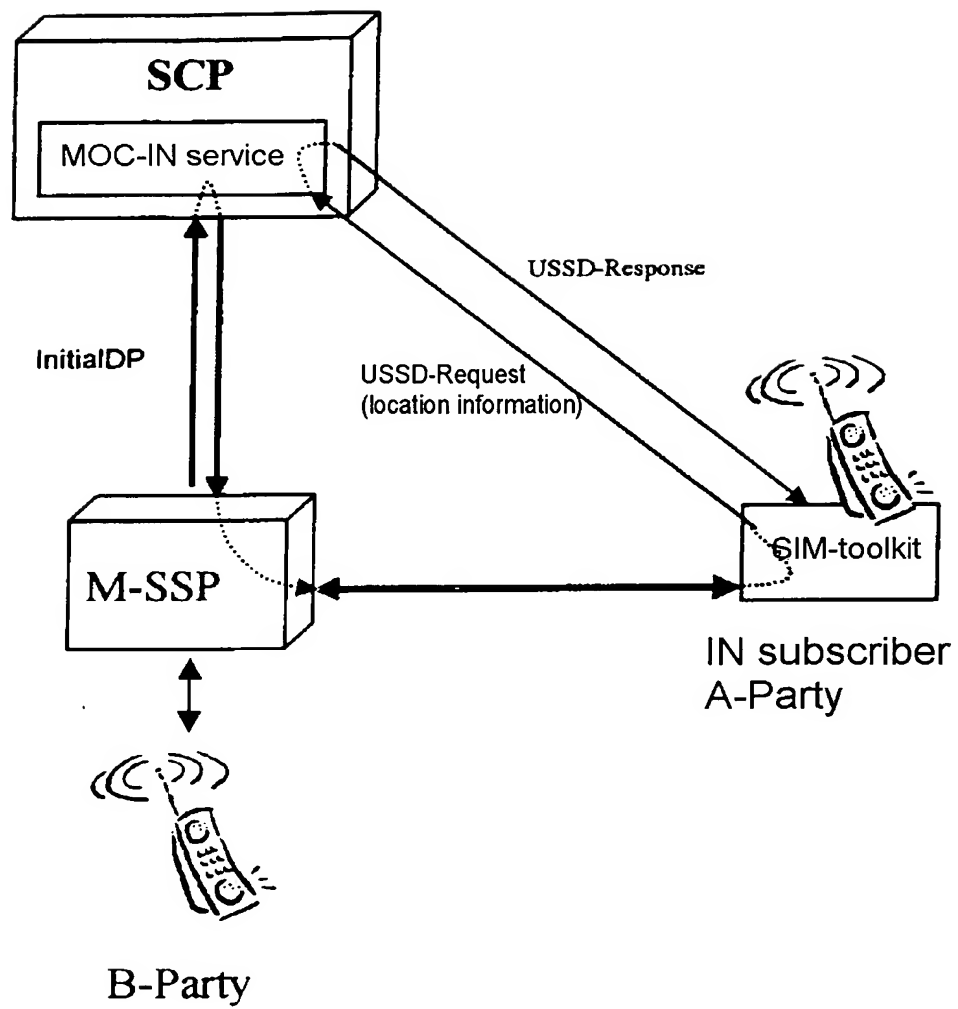 SCP
MOC-IN service
USSD-Response
InitialDP
USSD-Request
(location information)
M-SSP
SIM-toolkit
IN subscriber
A-Party
B-Party